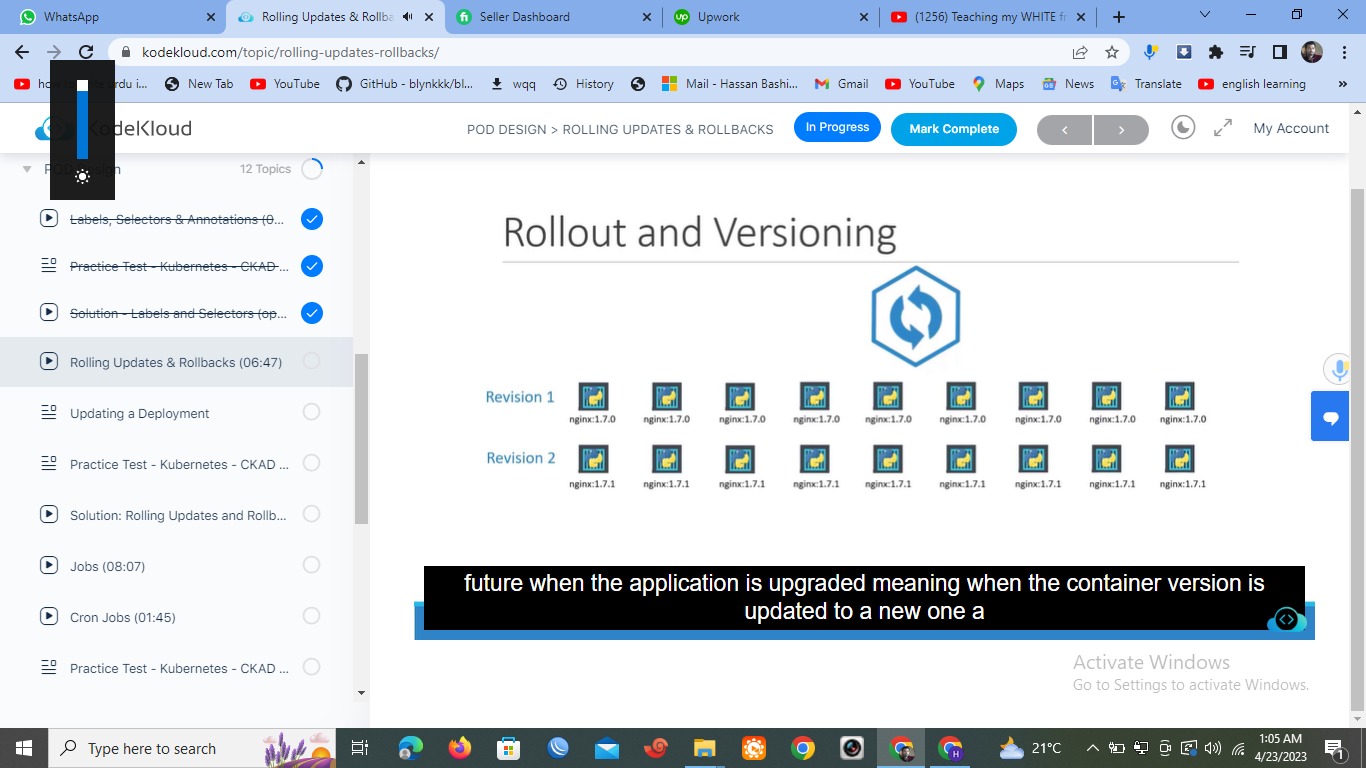 WhatsApp
Rolling Updates & Rollba
Seller Dashboard
Upwork
(1256) Teaching my WHITE fr
kodekloud.com/topic/rolling-updates-rollbacks/
New Tab
YouTube
GitHub - blynkkk/bl...
wqd
History
Mail - Hassan Bashi...
Gmail
YouTube
Maps
News
Translate
english learning
KodeKloud
POD DESIGN > ROLLING UPDATES & ROLLBACKS
In Progress
Mark Complete
My Account
12 Topics
Labels, Selectors & Annotations (0...
Practice Test - Kubernetes - CKAD ...
Solution - Labels and Selectors (op...
Rolling Updates & Rollbacks (06:47)
Updating a Deployment
Practice Test - Kubernetes - CKAD ...
Solution: Rolling Updates and Rollb...
Jobs (08:07)
Cron Jobs (01:45)
Practice Test - Kubernetes - CKAD ...
Rollout and Versioning
Revision 1
nginx:1.7.0 nginx:1.7.0 nginx:1.7.0 nginx:1.7.0 nginx:1.7.0 nginx:1.7.0 nginx:1.7.0 nginx:1.7.0 nginx:1.7.0
Revision 2
nginx:1.7.1 nginx:1.7.1 nginx:1.7.1 nginx:1.7.1 nginx:1.7.1 nginx:1.7.1 nginx:1.7.1 nginx:1.7.1 nginx:1.7.1
future when the application is upgraded meaning when the container version is
updated to a new one a
Activate Windows
Go to Settings to activate Windows.
Type here to search
21°C
1:05 AM
4/23/2023